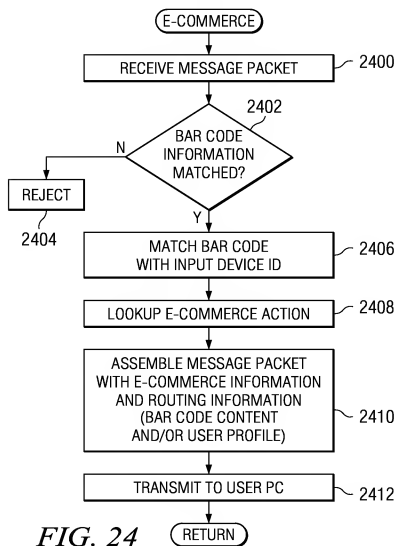 E-COMMERCE
RECEIVE MESSAGE PACKET
2400
2402
BAR CODE
INFORMATION
MATCHED?
N
REJECT
2404
Y
MATCH BAR CODE
WITH INPUT DEVICE ID
2406
LOOKUP E-COMMERCE ACTION
2408
ASSEMBLE MESSAGE PACKET
WITH E-COMMERCE INFORMATION
AND ROUTING INFORMATION
(BAR CODE CONTENT
AND/OR USER PROFILE)
2410
TRANSMIT TO USER PC
2412
FIG. 24
RETURN